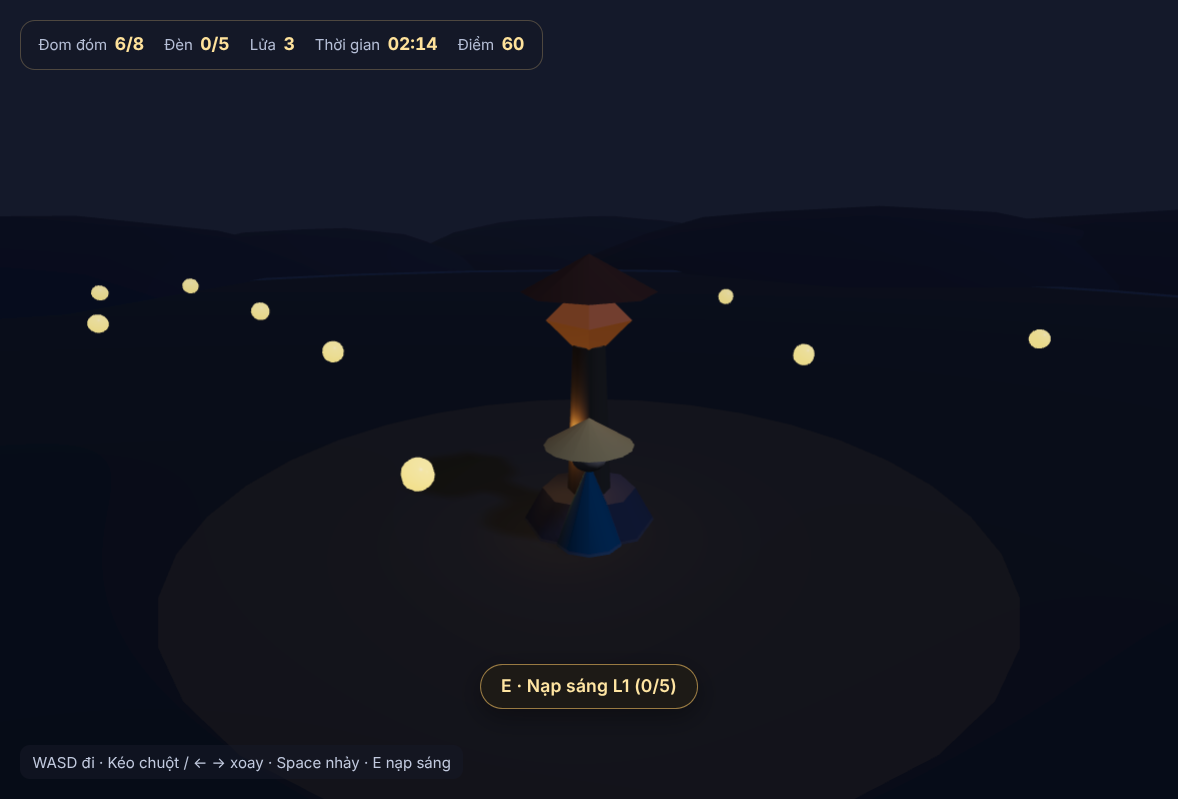 Đom đóm 6/8 Đèn 0/5 Lửa 3 Thời gian 02:14 Điểm 60
E · Nạp sáng L1 (0/5)
WASD đi · Kéo chuột / ← → xoay · Space nhảy · E nạp sáng